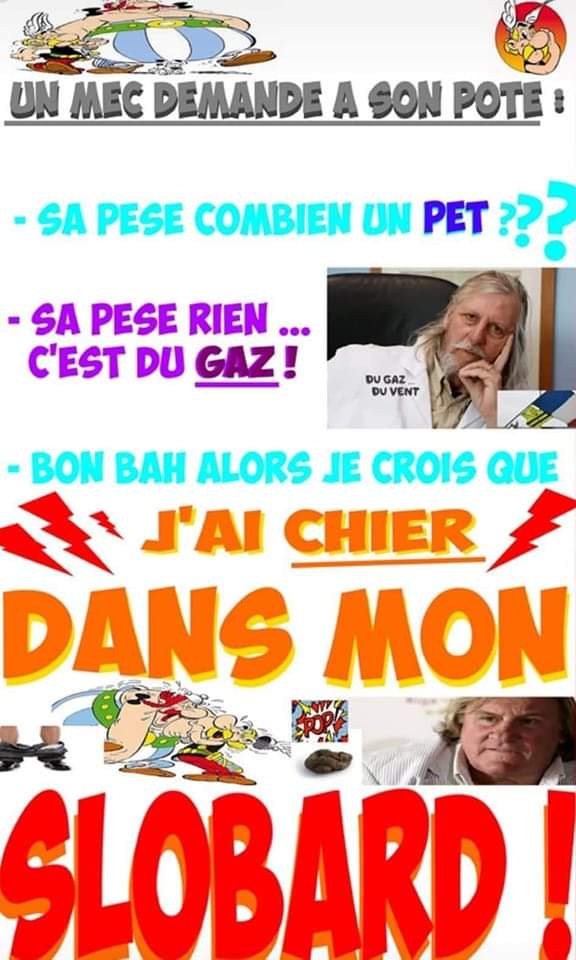 UN MEC DEMANDE A SON POTE :
- SA PESE COMBIEN UN PET ???
- SA PESE RIEN ...
C'EST DU GAZ !
DU GAZ ...
DU VENT
- BON BAH ALORS JE CROIS QUE
J'AI CHIER
DANS MON
POP!
SLOBARD !